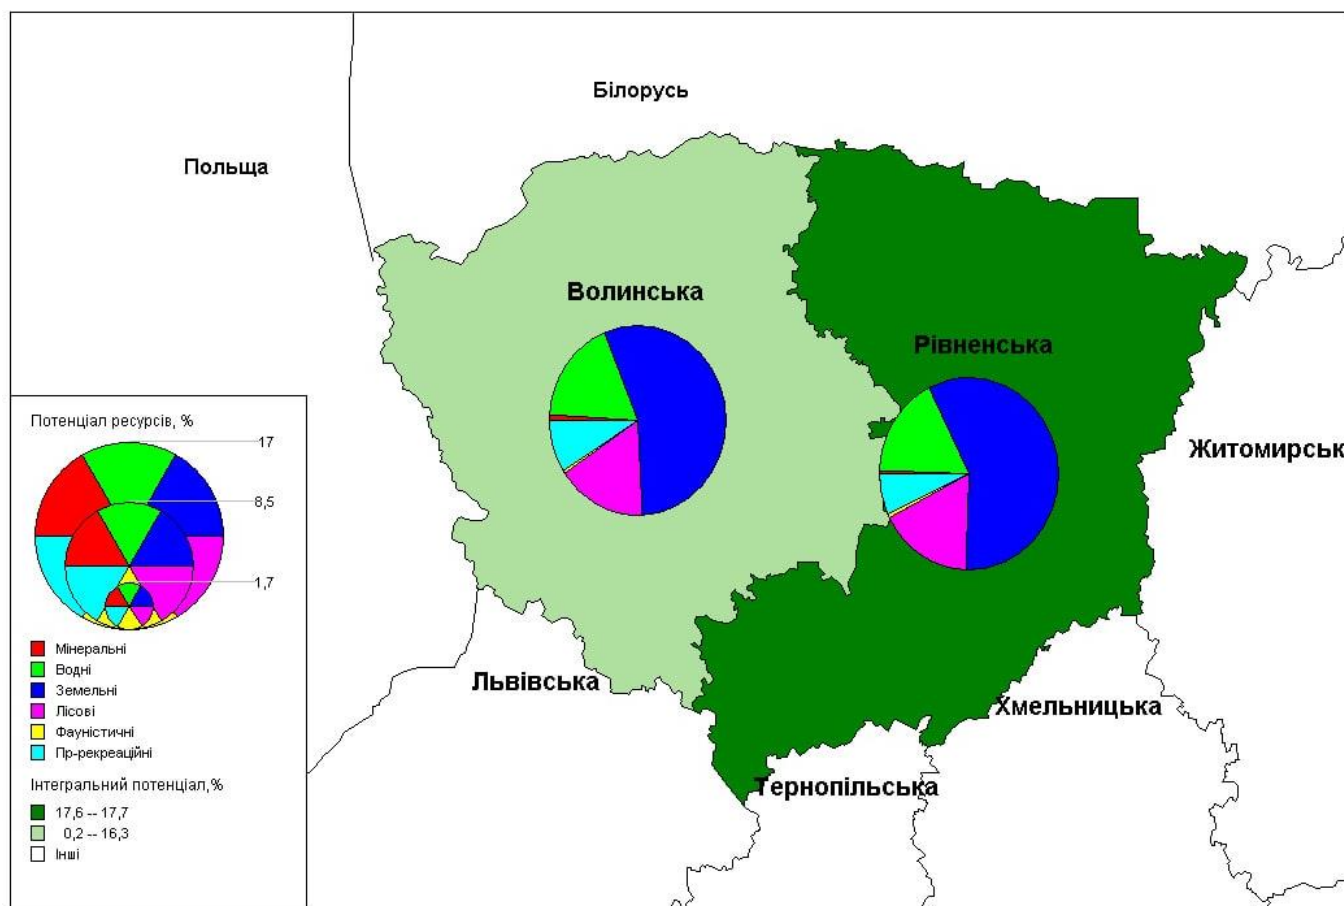 Білорусь
Польща
Волинська
Рівненська
Житомирськ
Львівська
Хмельницька
Тернопільська
Потенціал ресурсів, %
17
8,5
1,7
Мінеральні
Водні
Земельні
Лісові
Фауністичні
Пр-рекреаційні
Інтегральний потенціал,%
17,6 -- 17,7
0,2 -- 16,3
Інші